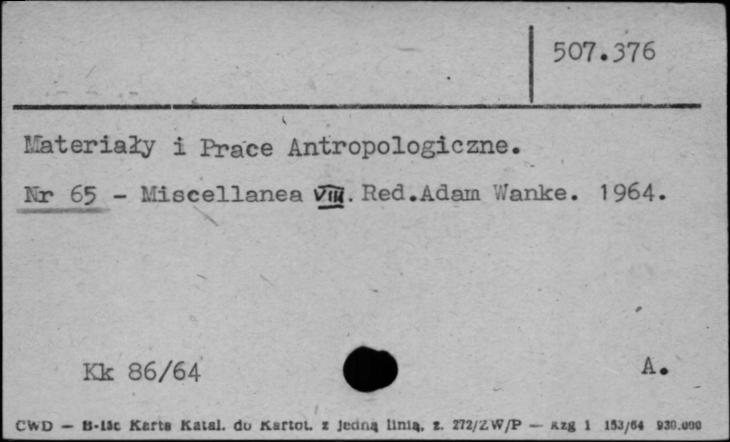 507.376
Materiały i Prace Antropologiczne.
Nr 65 - Miscellanea VIII. Red.Adam Wanke. 1964.
Kk 86/64
A.
CWD — B-15c Karta Katal. do Kartot. z jedną linią, z. 272/ZW/P — Kzg 1 153/64 930.000